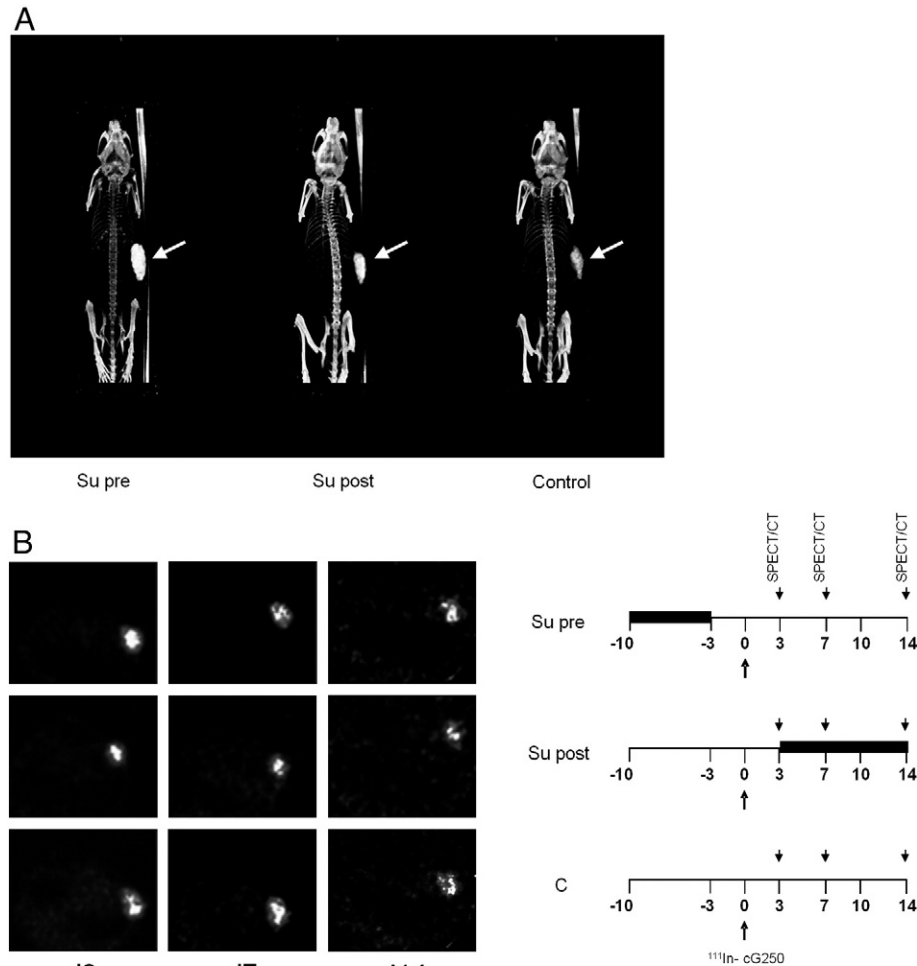 A
Su pre Su post Control
B
SPECT/CT SPECT/CT SPECT/CT
Su pre
-10 -3 0 3 7 10 14
Su post
-10 -3 0 3 7 10 14
C
-10 -3 0 3 7 10 14
¹¹¹In- cG250